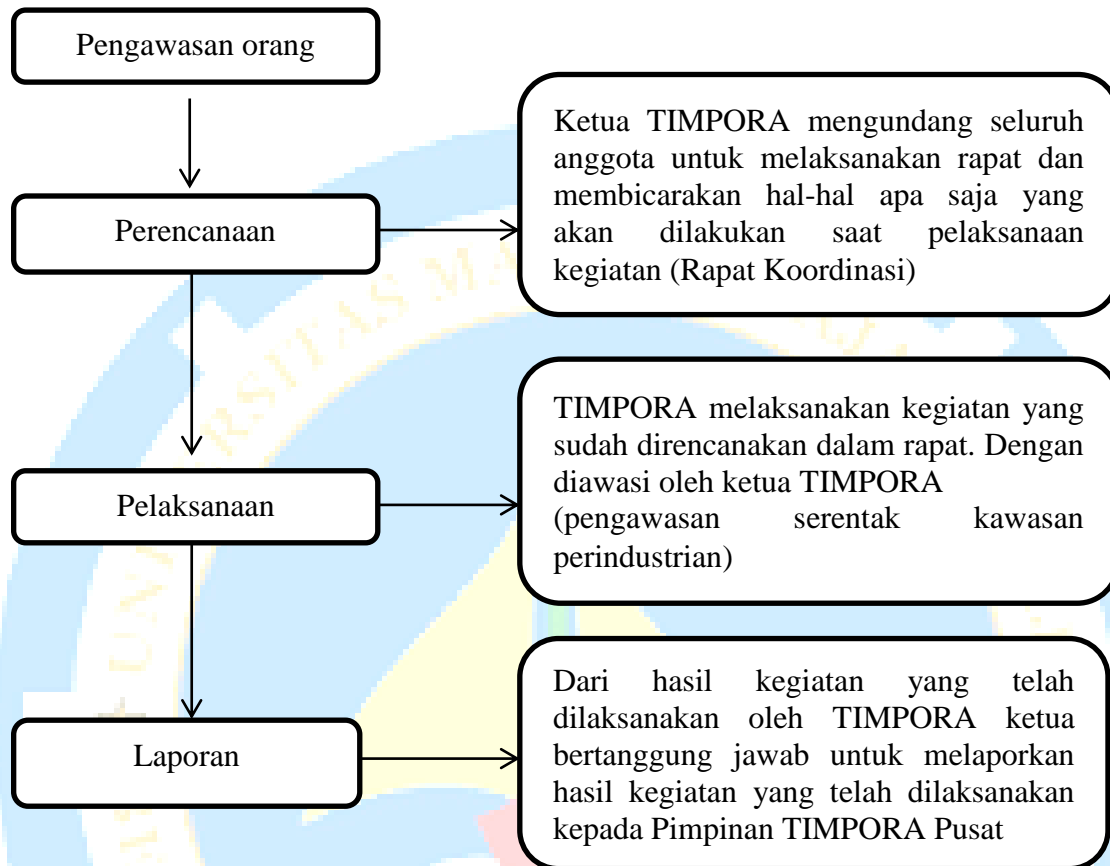 Pengawasan orang
Ketua TIMPORA mengundang seluruh
anggota untuk melaksanakan rapat dan
membicarakan hal-hal apa saja yang
akan dilakukan saat pelaksanaan
kegiatan (Rapat Koordinasi)
Perencanaan
TIMPORA melaksanakan kegiatan yang
sudah direncanakan dalam rapat. Dengan
diawasi oleh ketua TIMPORA
(pengawasan serentak kawasan
perindustrian)
Pelaksanaan
Dari hasil kegiatan yang telah
dilaksanakan oleh TIMPORA ketua
bertanggung jawab untuk melaporkan
hasil kegiatan yang telah dilaksanakan
kepada Pimpinan TIMPORA Pusat
Laporan